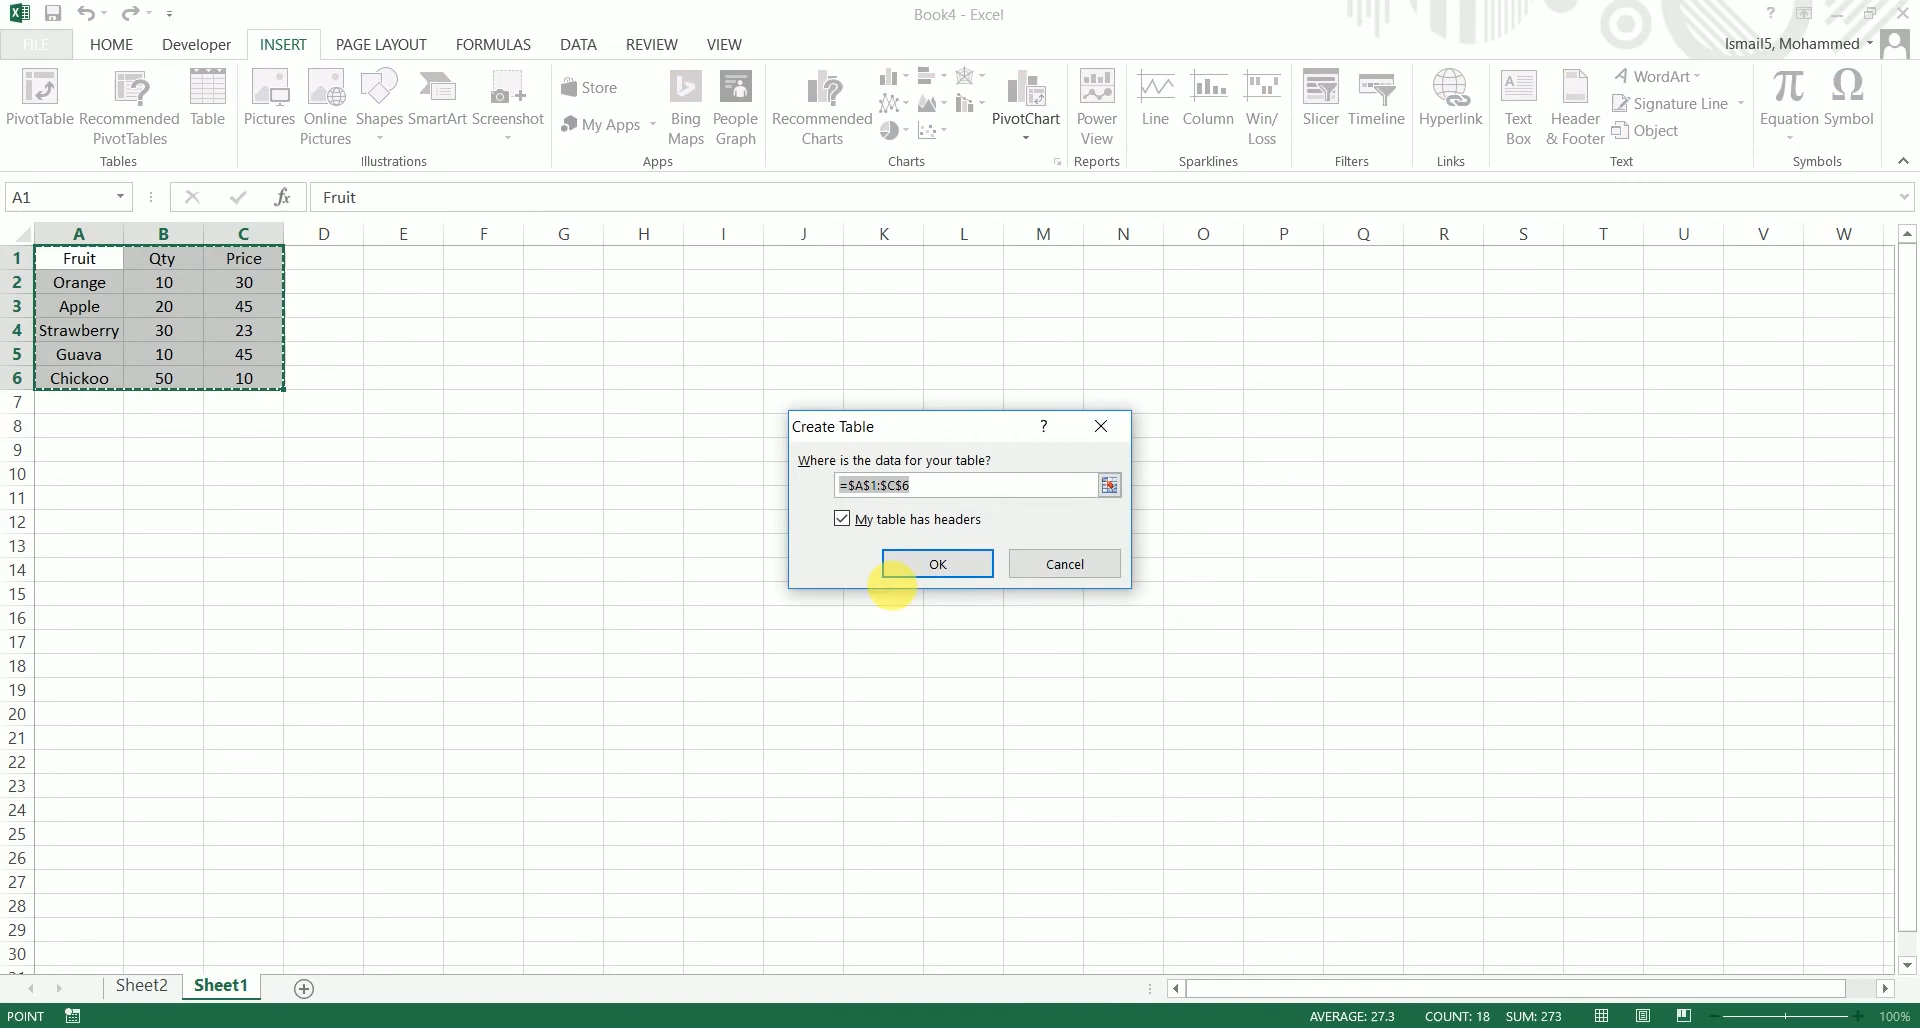 Book4 - Excel
FILE HOME Developer INSERT PAGE LAYOUT FORMULAS DATA REVIEW VIEW
Ismail5, Mohammed
PivotTable
Recommended PivotTables
Table
Tables
Pictures
Online Pictures
Shapes
SmartArt
Screenshot
Illustrations
Store
My Apps
Bing Maps
People Graph
Apps
Recommended Charts
PivotChart
Charts
Power View
Reports
Line
Column
Win/ Loss
Sparklines
Slicer
Timeline
Filters
Hyperlink
Links
Text Box
Header & Footer
WordArt
Signature Line
Object
Text
Equation
Symbol
Symbols
A1 fx Fruit
A B C D E F G H I J K L M N O P Q R S T U V W
1 Fruit Qty Price
2 Orange 10 30
3 Apple 20 45
4 Strawberry 30 23
5 Guava 10 45
6 Chickoo 50 10
7
8
9
10
11
12
13
14
15
16
17
18
19
20
21
22
23
24
25
26
27
28
29
30
Create Table ?
Where is the data for your table?
=$A$1:$C$6
My table has headers
OK Cancel
Sheet2 Sheet1
POINT AVERAGE: 27.3 COUNT: 18 SUM: 273 100%